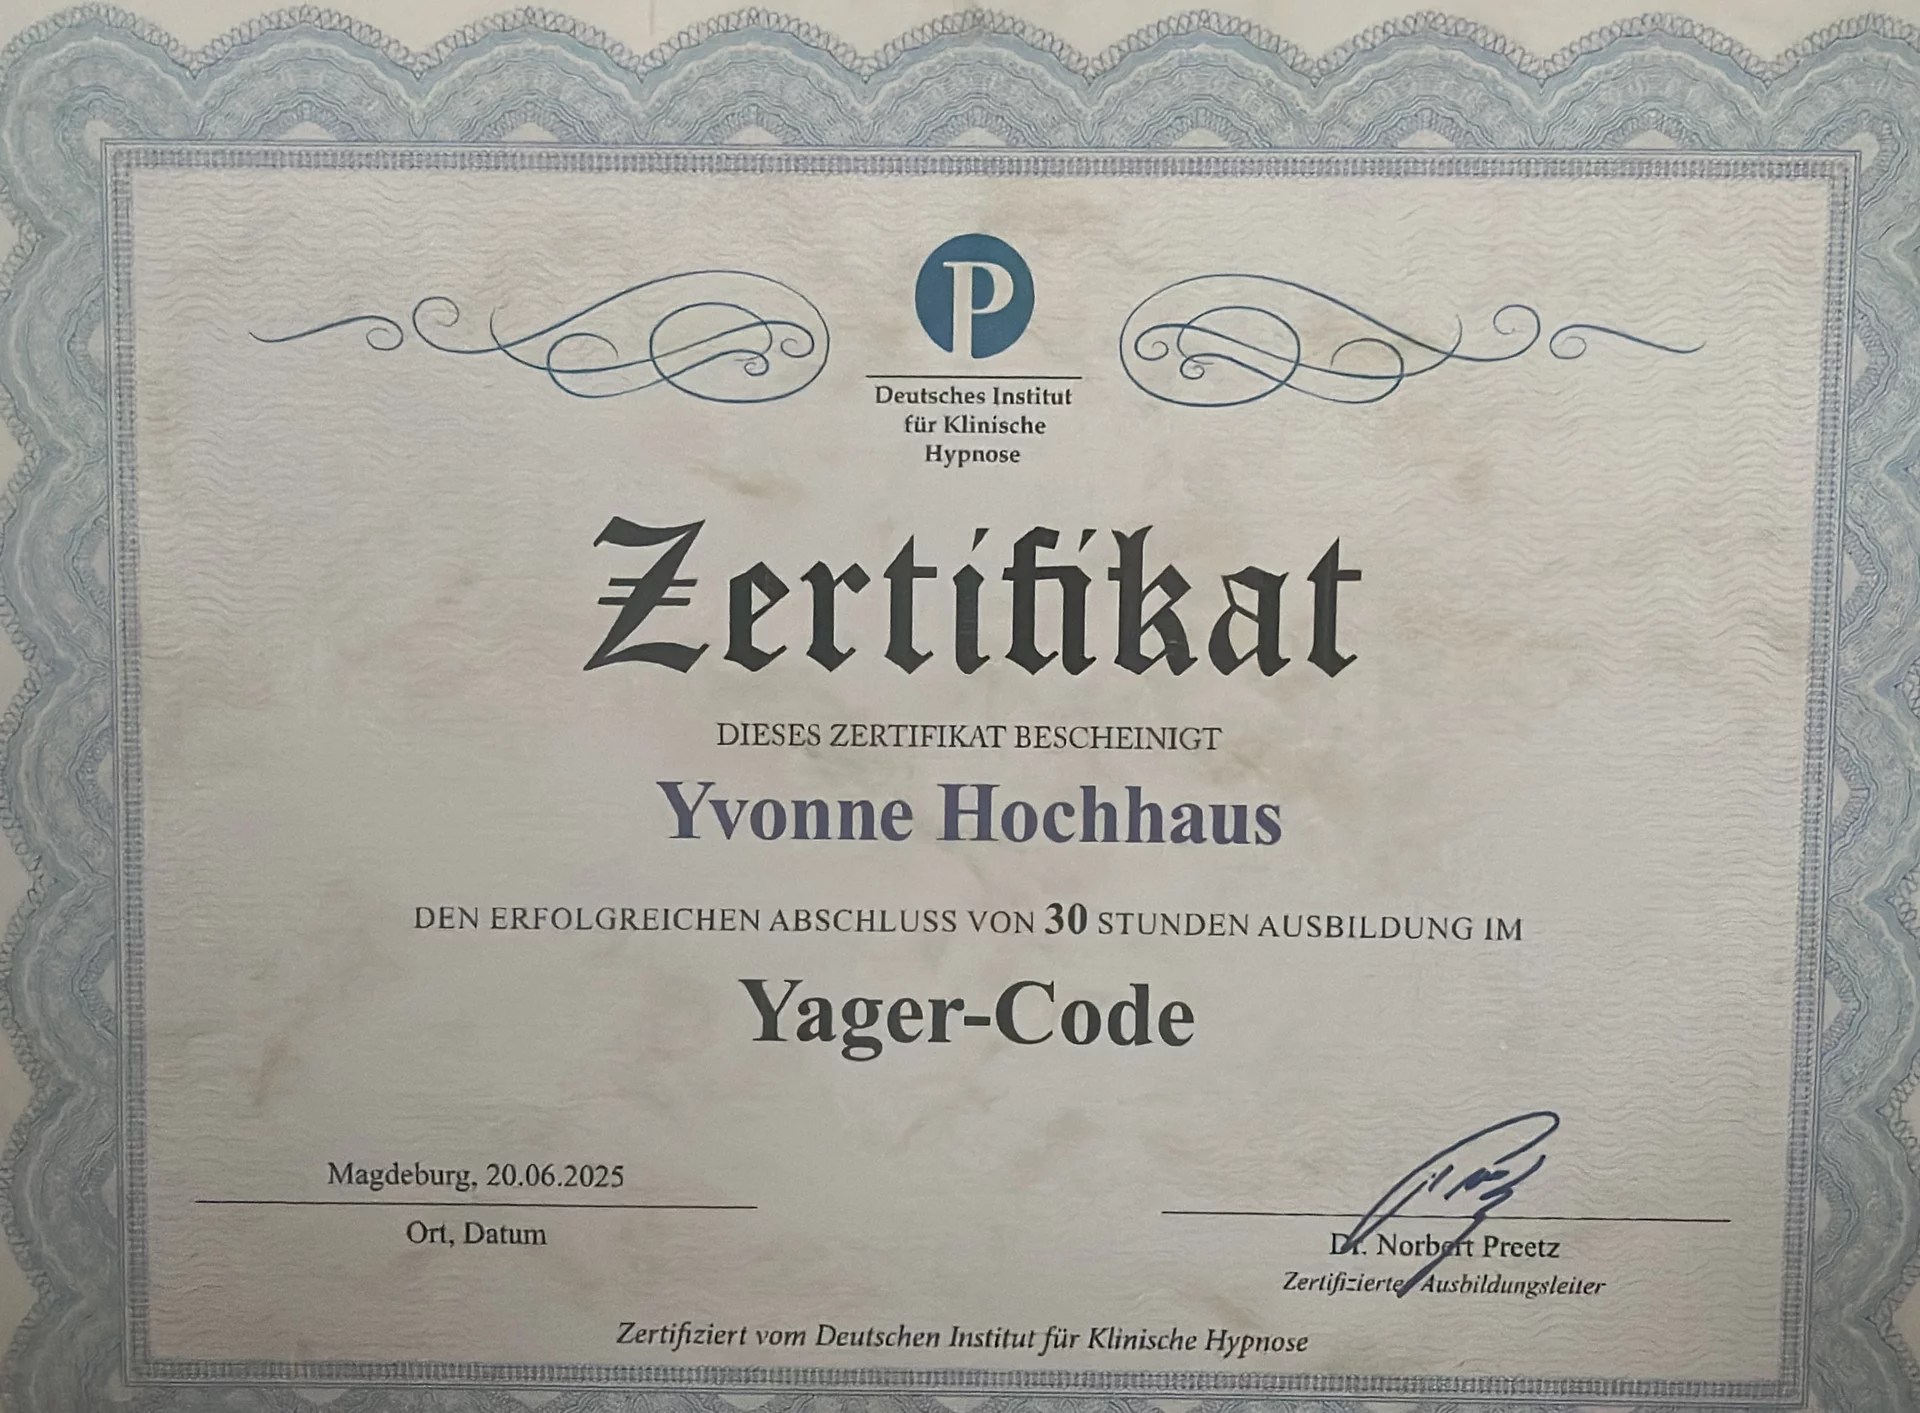 P
Deutsches Institut
für Klinische
Hypnose
Zertifikat
DIESES ZERTIFIKAT BESCHEINIGT
Yvonne Hochhaus
DEN ERFOLGREICHEN ABSCHLUSS VON 30 STUNDEN AUSBILDUNG IM
Yager-Code
Magdeburg, 20.06.2025
Ort, Datum
Dr. Norbert Preetz
Zertifizierter Ausbildungsleiter
Zertifiziert vom Deutschen Institut für Klinische Hypnose